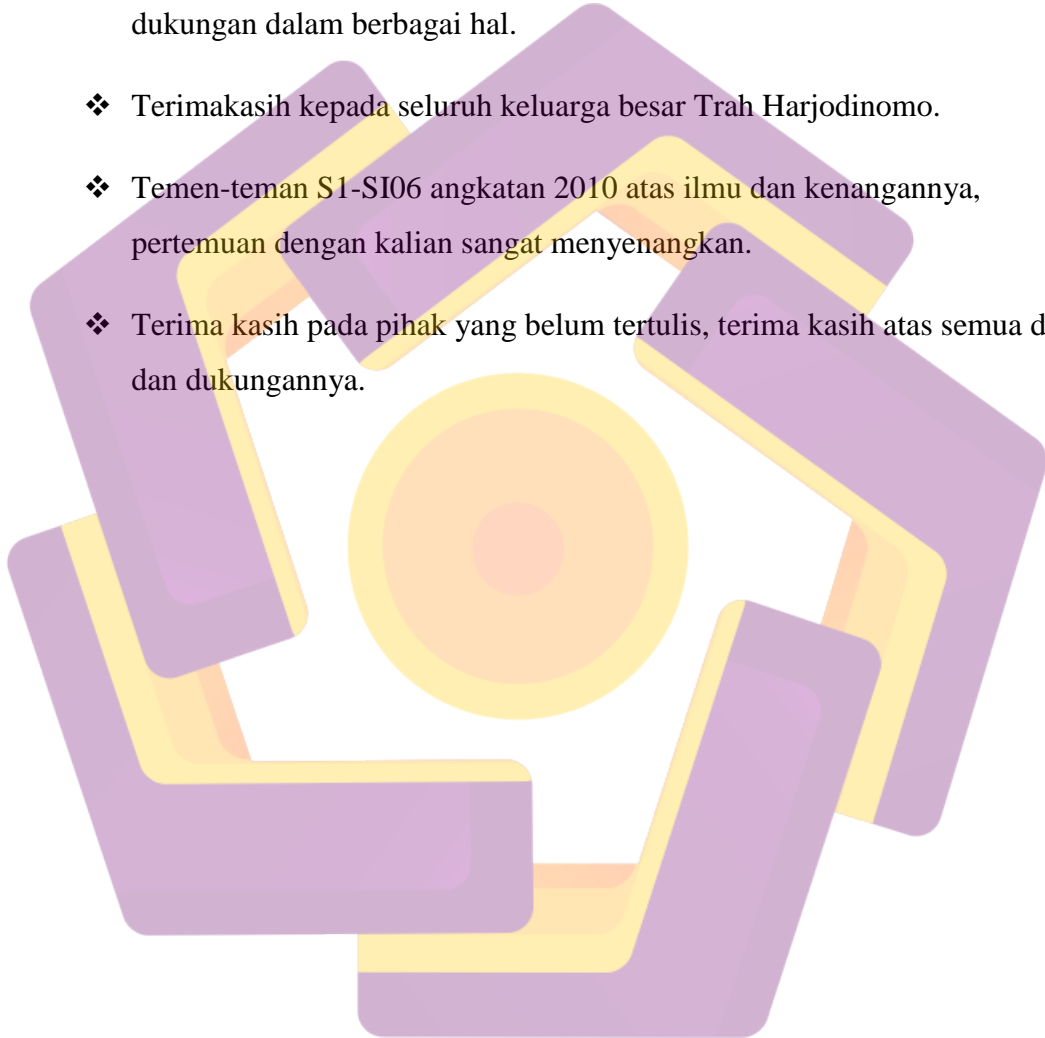 dukungan dalam berbagai hal.
❖ Terimakasih kepada seluruh keluarga besar Trah Harjodinomo.
❖ Temen-teman S1-SI06 angkatan 2010 atas ilmu dan kenangannya,
pertemuan dengan kalian sangat menyenangkan.
❖ Terima kasih pada pihak yang belum tertulis, terima kasih atas semua
dan dukungannya.